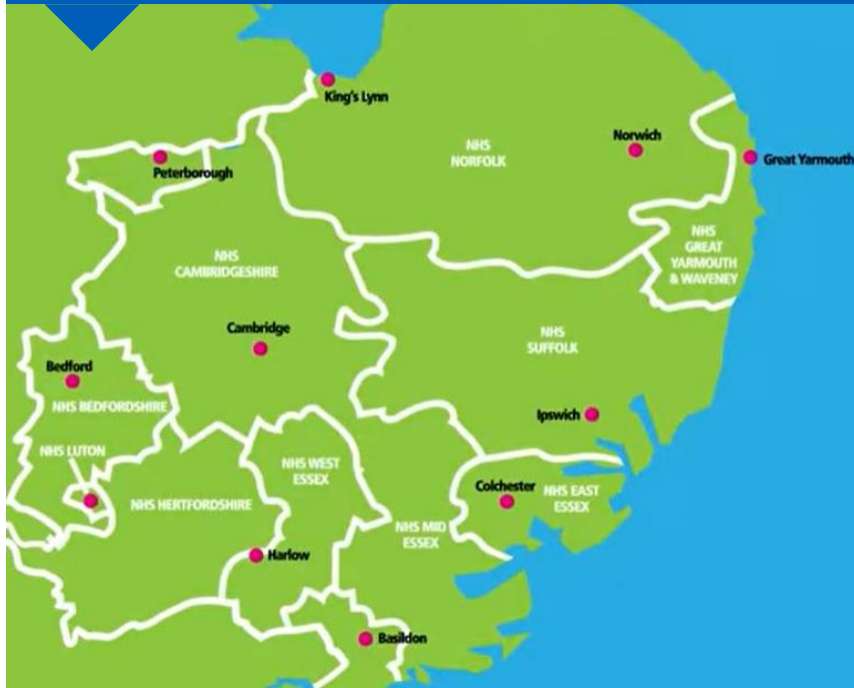 King's Lynn
NHS
NORFOLK
Norwich
Great Yarmouth
Peterborough
NHS
GREAT
YARMOUTH
& WAVENEY
NHS
CAMBRIDGESHIRE
Cambridge
NHS
SUFFOLK
Bedford
NHS BEDFORDSHIRE
Ipswich
NHS LUTON
NHS WEST
ESSEX
NHS HERTFORDSHIRE
Colchester
NHS EAST
ESSEX
NHS MID
ESSEX
Harlow
Basildon